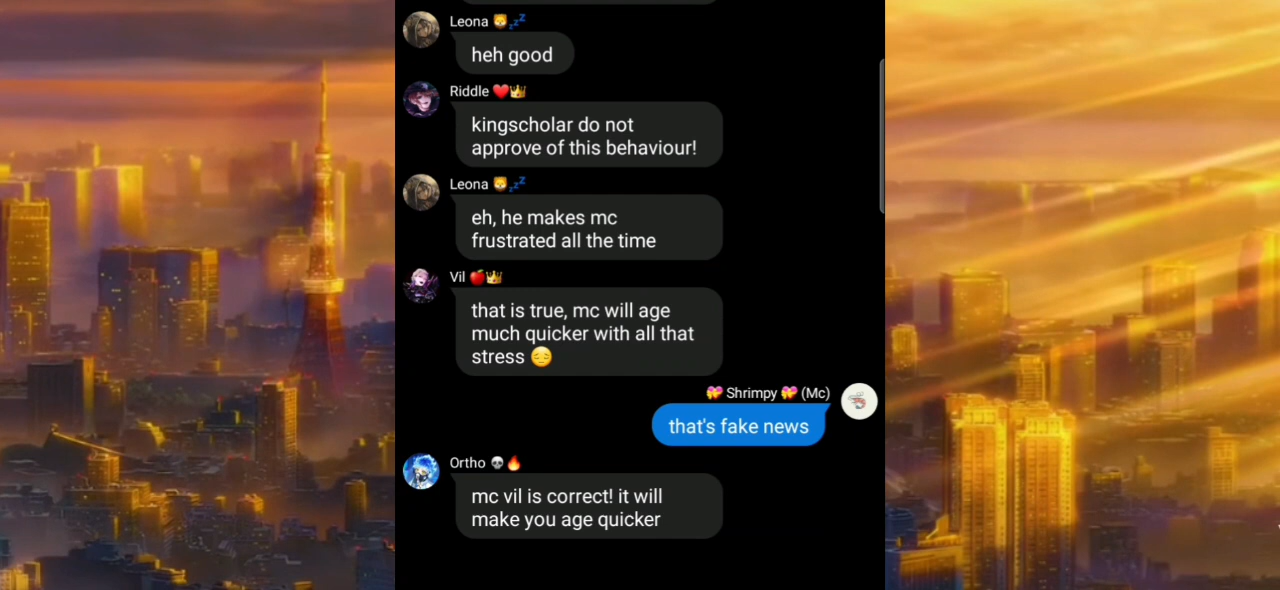 Leona 🦁💤
heh good
Riddle ❤️👑
kingscholar do not
approve of this behaviour!
Leona 🦁💤
eh, he makes mc
frustrated all the time
Vil 🍎👑
that is true, mc will age
much quicker with all that
stress 😔
💝 Shrimpy 💝 (Mc)
that's fake news
Ortho 💀🔥
mc vil is correct! it will
make you age quicker